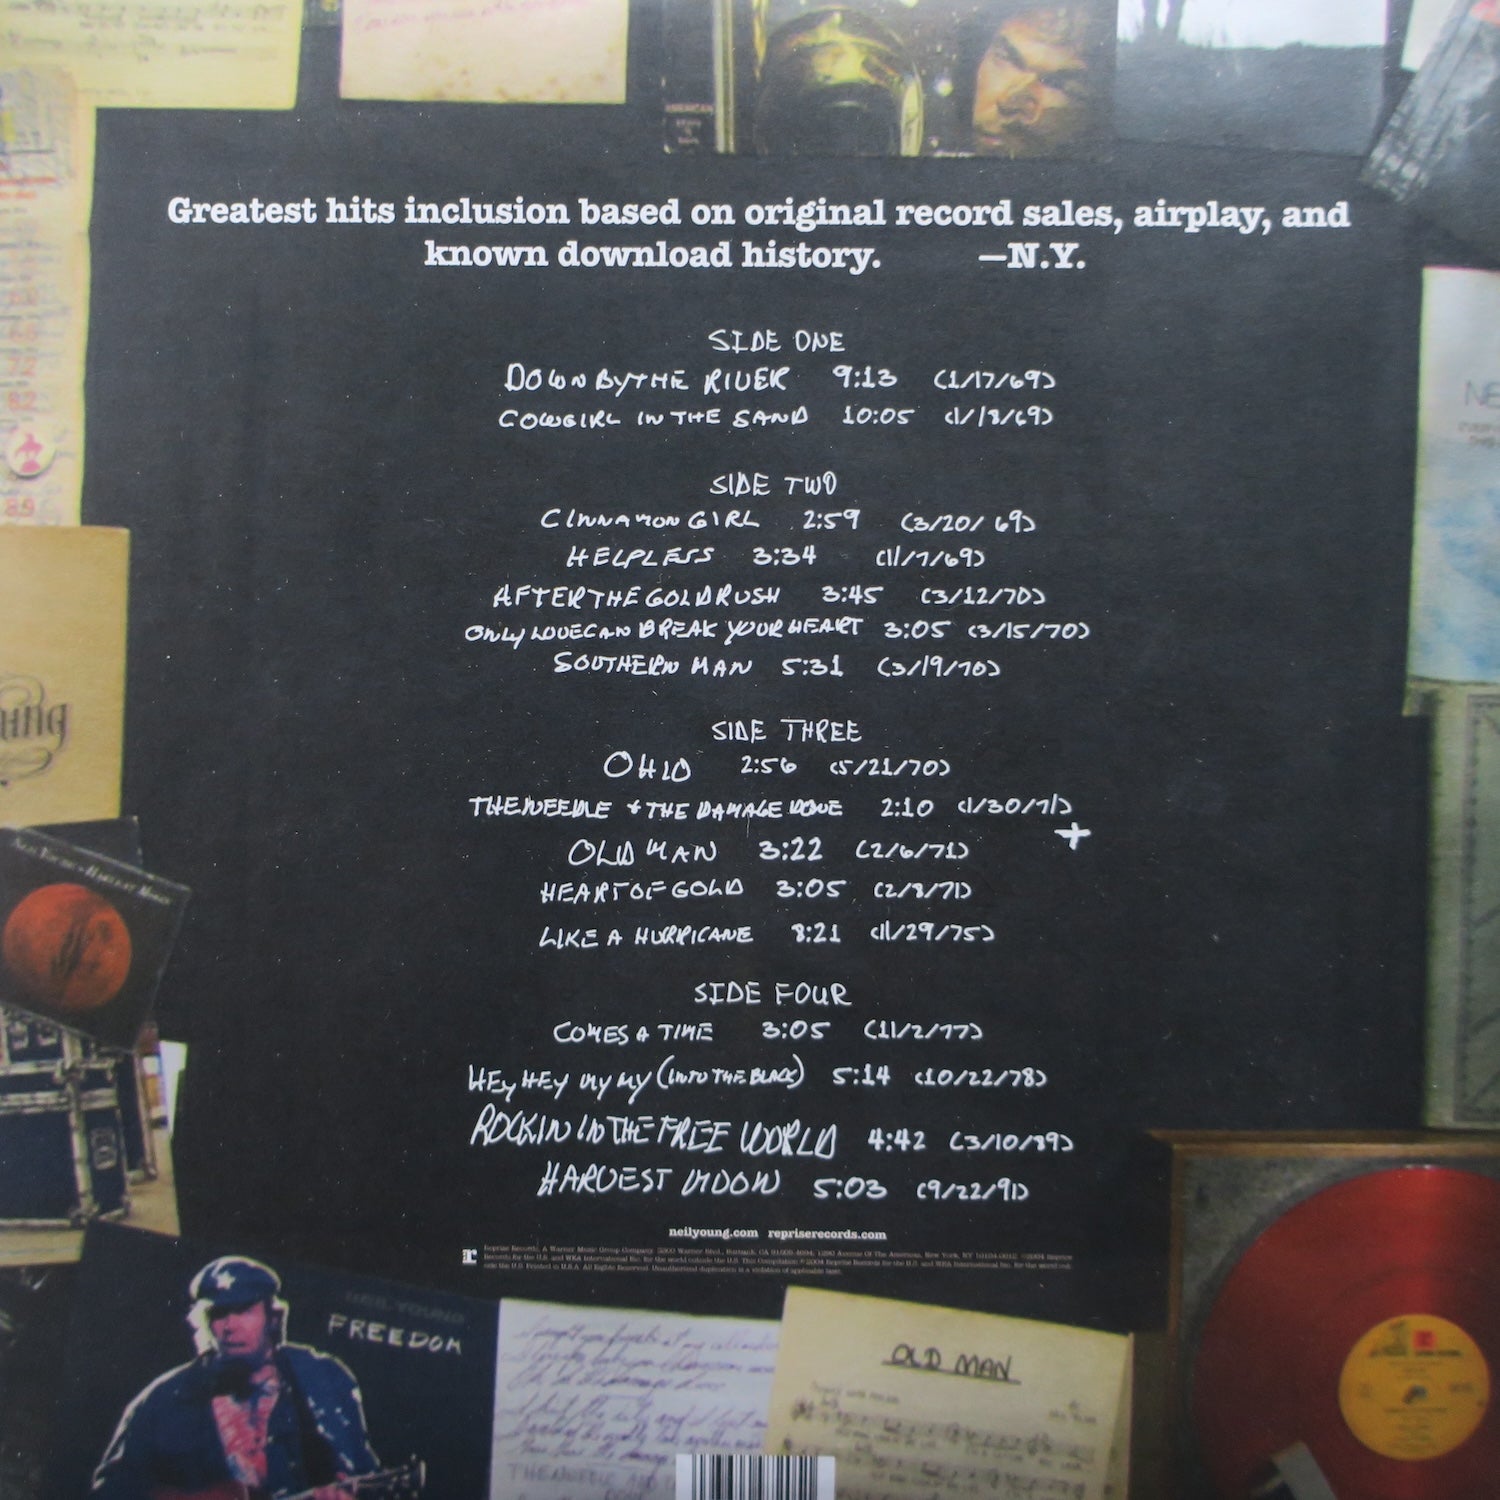 Greatest hits inclusion based on original record sales, airplay, and
known download history. —N.Y.
SIDE ONE
DOWN BY THE RIVER 9:13 (1/17/69)
COWGIRL IN THE SAND 10:05 (1/18/69)
SIDE TWO
CINNAMON GIRL 2:59 (3/20/69)
HELPLESS 3:34 (11/7/69)
AFTER THE GOLDRUSH 3:45 (3/12/70)
ONLY LOVE CAN BREAK YOUR HEART 3:05 (3/15/70)
SOUTHERN MAN 5:31 (3/19/70)
SIDE THREE
OHIO 2:56 (5/21/70)
THE NEEDLE + THE DAMAGE DONE 2:10 (1/30/71)
+
OLD MAN 3:22 (2/6/71)
HEART OF GOLD 3:05 (2/8/71)
LIKE A HURRICANE 8:21 (11/29/75)
SIDE FOUR
COMES A TIME 3:05 (11/2/77)
HEY HEY MY MY (INTO THE BLACK) 5:14 (10/22/78)
ROCKIN IN THE FREE WORLD 4:42 (3/10/89)
HARVEST MOON 5:03 (9/22/91)
neilyoung.com repriserecords.com
NEIL YOUNG
FREEDOM
OLD MAN